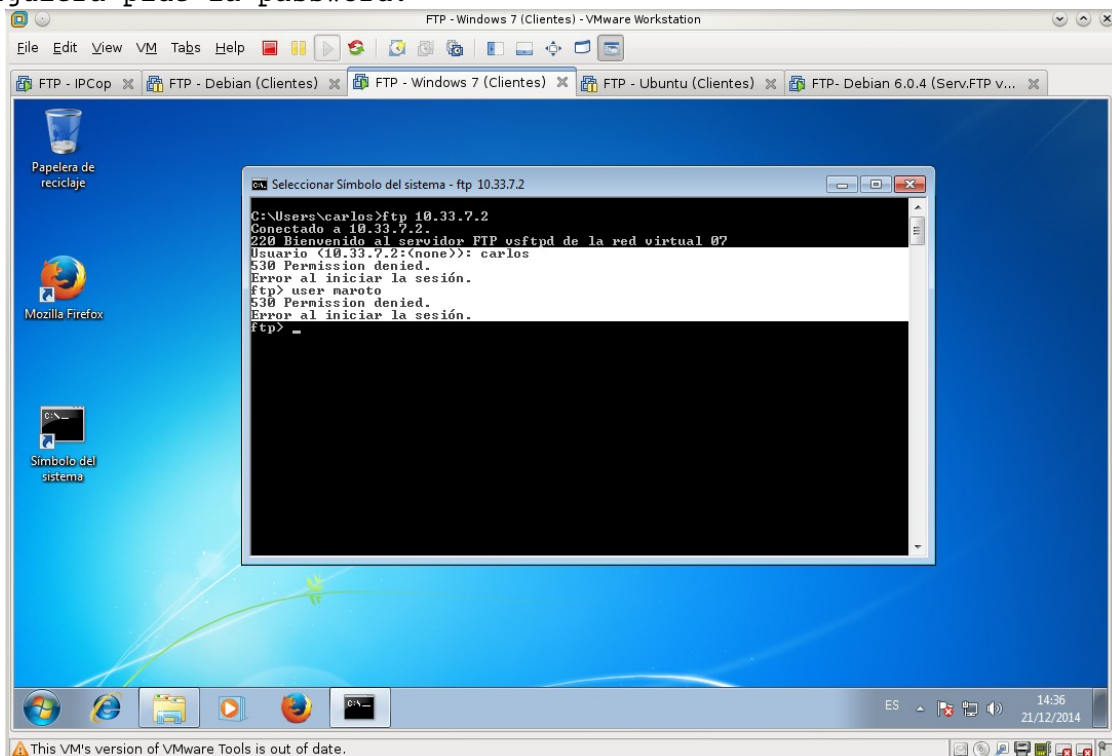 FTP - Windows 7 (Clientes) - VMware Workstation
File Edit View VM Tabs Help
FTP - IPCop FTP - Debian (Clientes) FTP - Windows 7 (Clientes) FTP - Ubuntu (Clientes) FTP- Debian 6.0.4 (Serv.FTP v...
Papelera de
reciclaje
Seleccionar Símbolo del sistema - ftp 10.33.7.2
C:\Users\carlos>ftp 10.33.7.2
Conectado a 10.33.7.2.
220 Bienvenido al servidor FTP vsftpd de la red virtual 07
Usuario (10.33.7.2:(none)): carlos
530 Permission denied.
Error al iniciar la sesión.
ftp> user maroto
530 Permission denied.
Error al iniciar la sesión.
ftp> _
Mozilla Firefox
C:\_
Símbolo del
sistema
C:\_
ES
14:36
21/12/2014
This VM's version of VMware Tools is out of date.